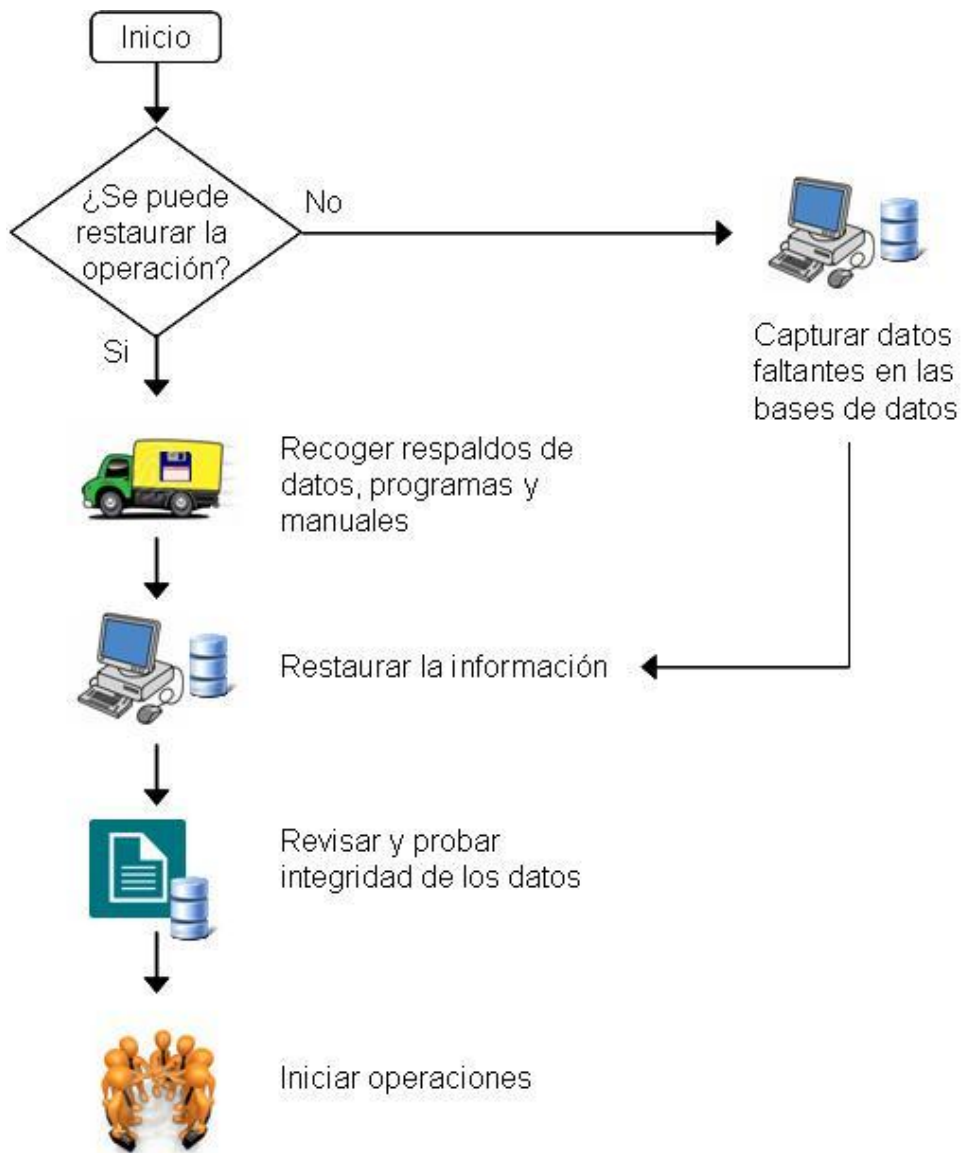 Inicio
¿Se puede
restaurar la
operación?
No
Si
Capturar datos
faltantes en las
bases de datos
Recoger respaldos de
datos, programas y
manuales
Restaurar la información
Revisar y probar
integridad de los datos
Iniciar operaciones